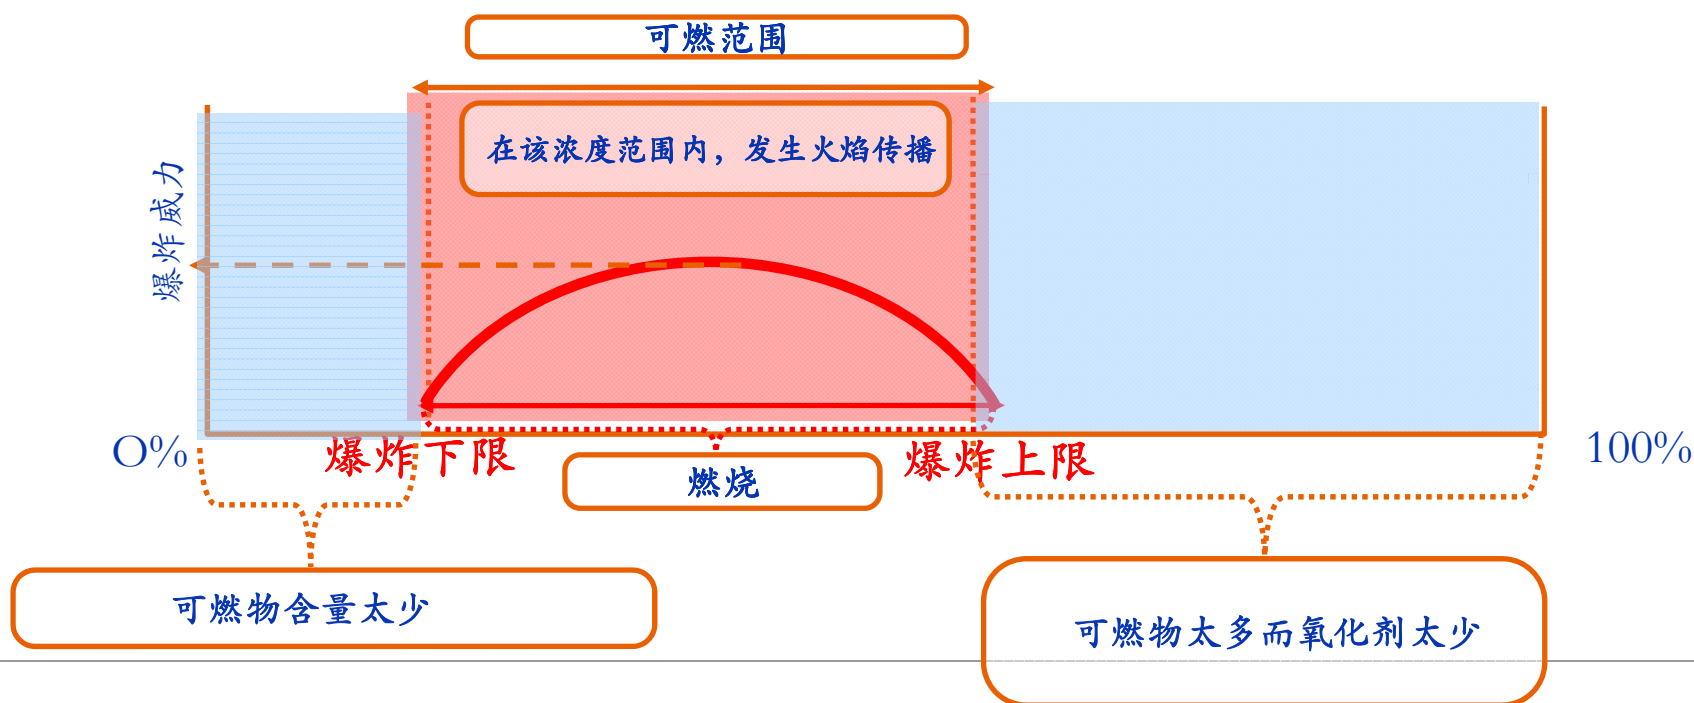 可燃范围
在该浓度范围内，发生火焰传播
爆炸威力
O%
爆炸下限
爆炸上限
100%
燃烧
可燃物含量太少
可燃物太多而氧化剂太少